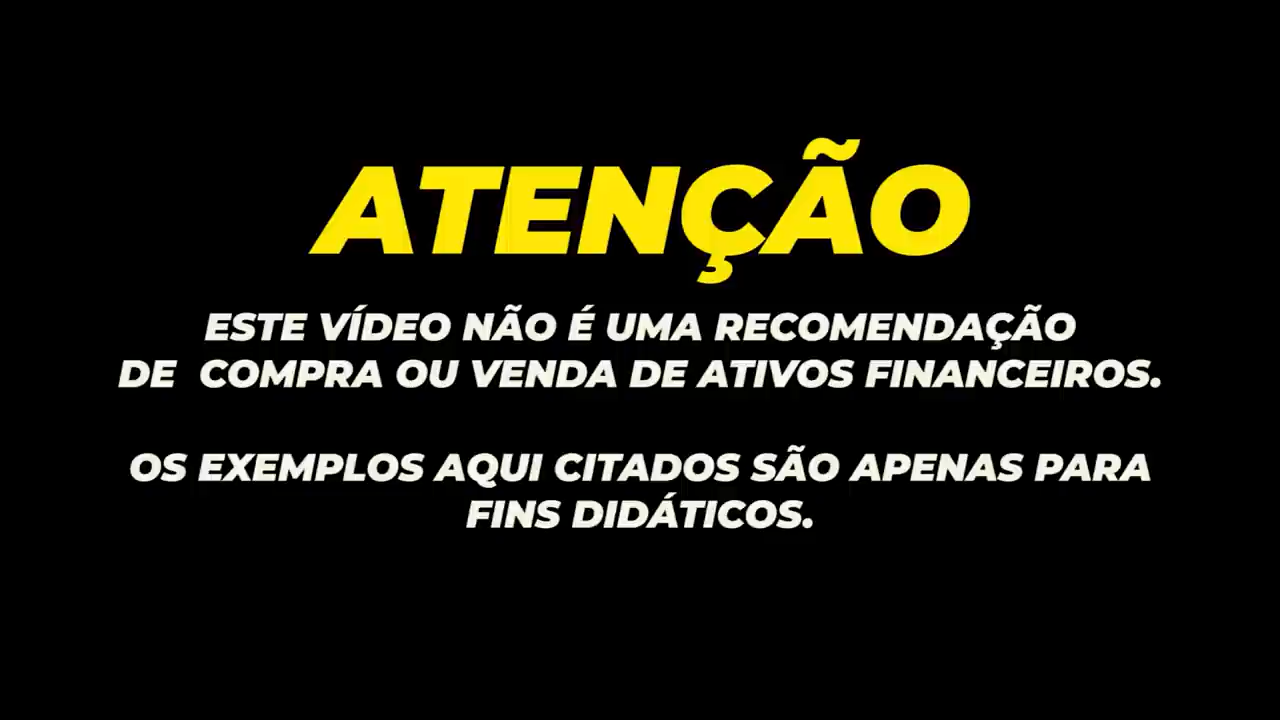 ATENÇÃO
ESTE VÍDEO NÃO É UMA RECOMENDAÇÃO
DE COMPRA OU VENDA DE ATIVOS FINANCEIROS.
OS EXEMPLOS AQUI CITADOS SÃO APENAS PARA
FINS DIDÁTICOS.